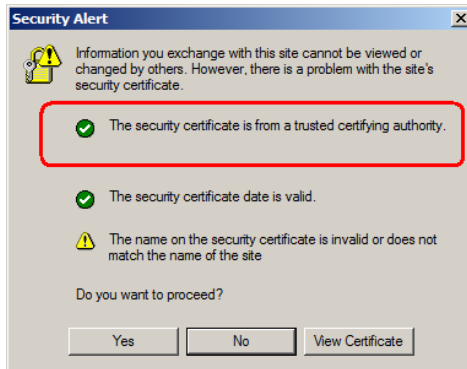 Security Alert
Information you exchange with this site cannot be viewed or
changed by others. However, there is a problem with the site's
security certificate.
The security certificate is from a trusted certifying authority.
The security certificate date is valid.
The name on the security certificate is invalid or does not
match the name of the site
Do you want to proceed?
Yes No View Certificate